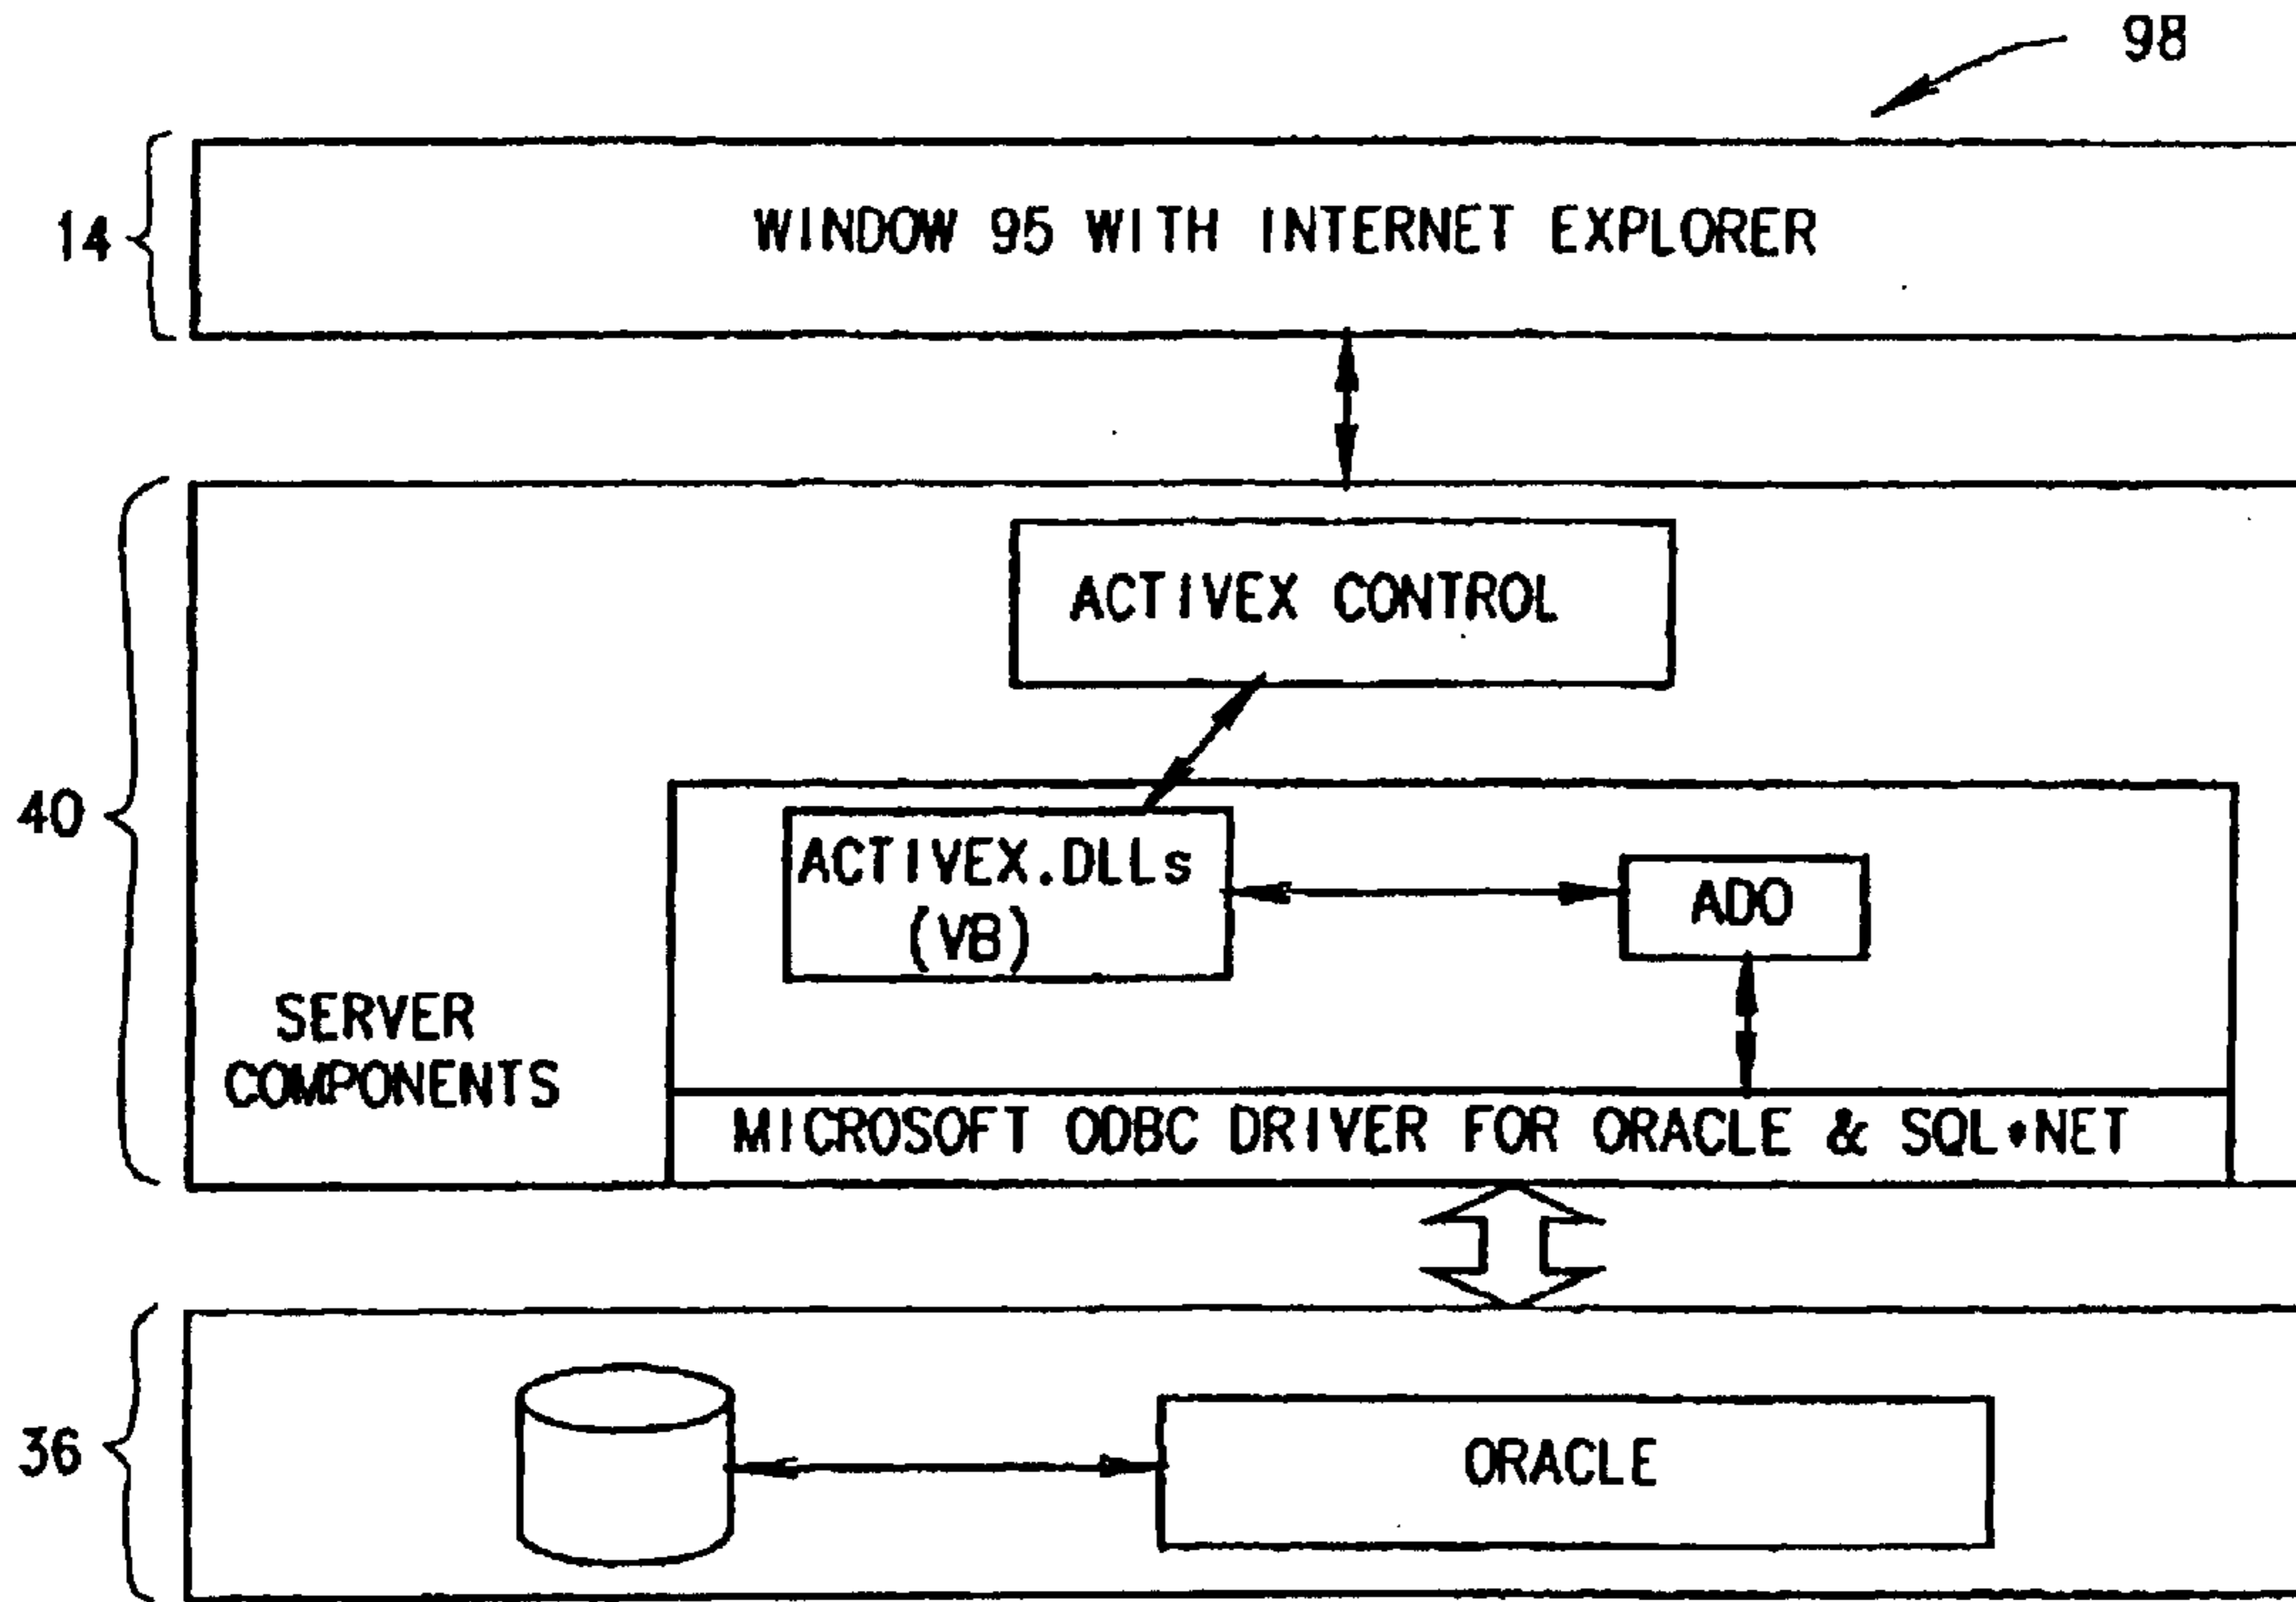 98
14
WINDOW 95 WITH INTERNET EXPLORER
40
ACTIVEX CONTROL
ACTIVEX.DLLs
(VB)
ADO
SERVER
COMPONENTS
MICROSOFT ODBC DRIVER FOR ORACLE & SQL•NET
36
ORACLE